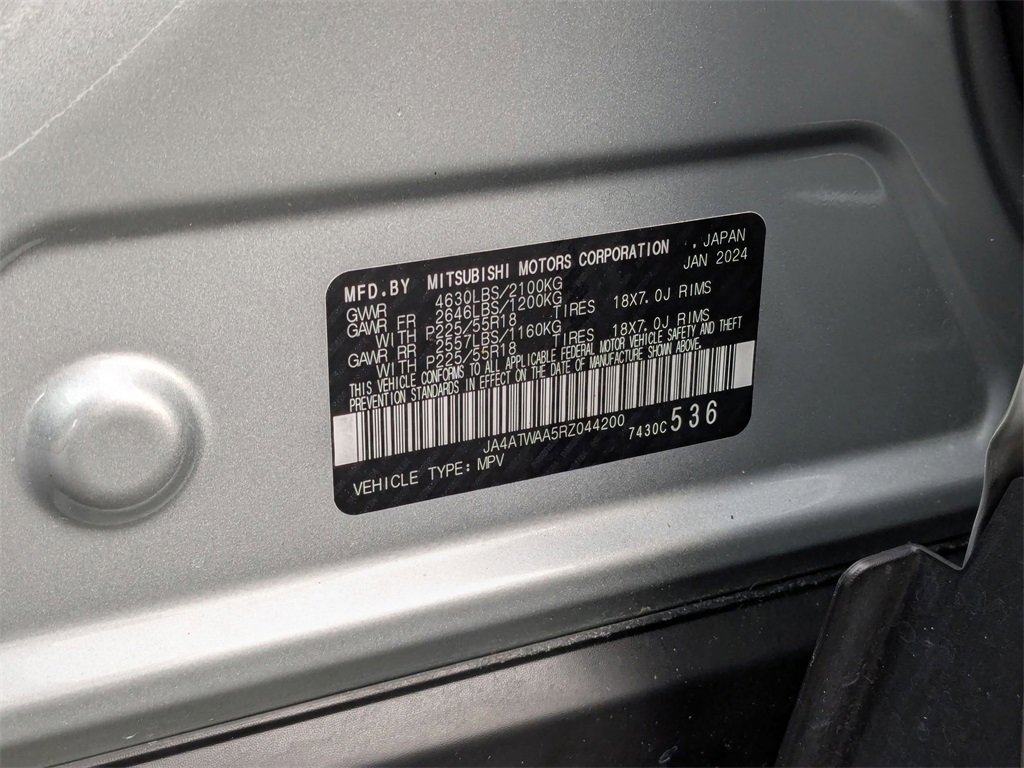 MFD.BY MITSUBISHI MOTORS CORPORATION , JAPAN
JAN 2024
GVWR 4630LBS/2100KG
GAWR FR 2646LBS/1200KG
WITH P225/55R18 TIRES 18X7.0J RIMS
GAWR RR 2557LBS/1160KG
WITH P225/55R18 TIRES 18X7.0J RIMS
THIS VEHICLE CONFORMS TO ALL APPLICABLE FEDERAL MOTOR VEHICLE SAFETY AND THEFT
PREVENTION STANDARDS IN EFFECT ON THE DATE OF MANUFACTURE SHOWN ABOVE.
JA4ATWAA5RZ044200 7430C 536
VEHICLE TYPE: MPV